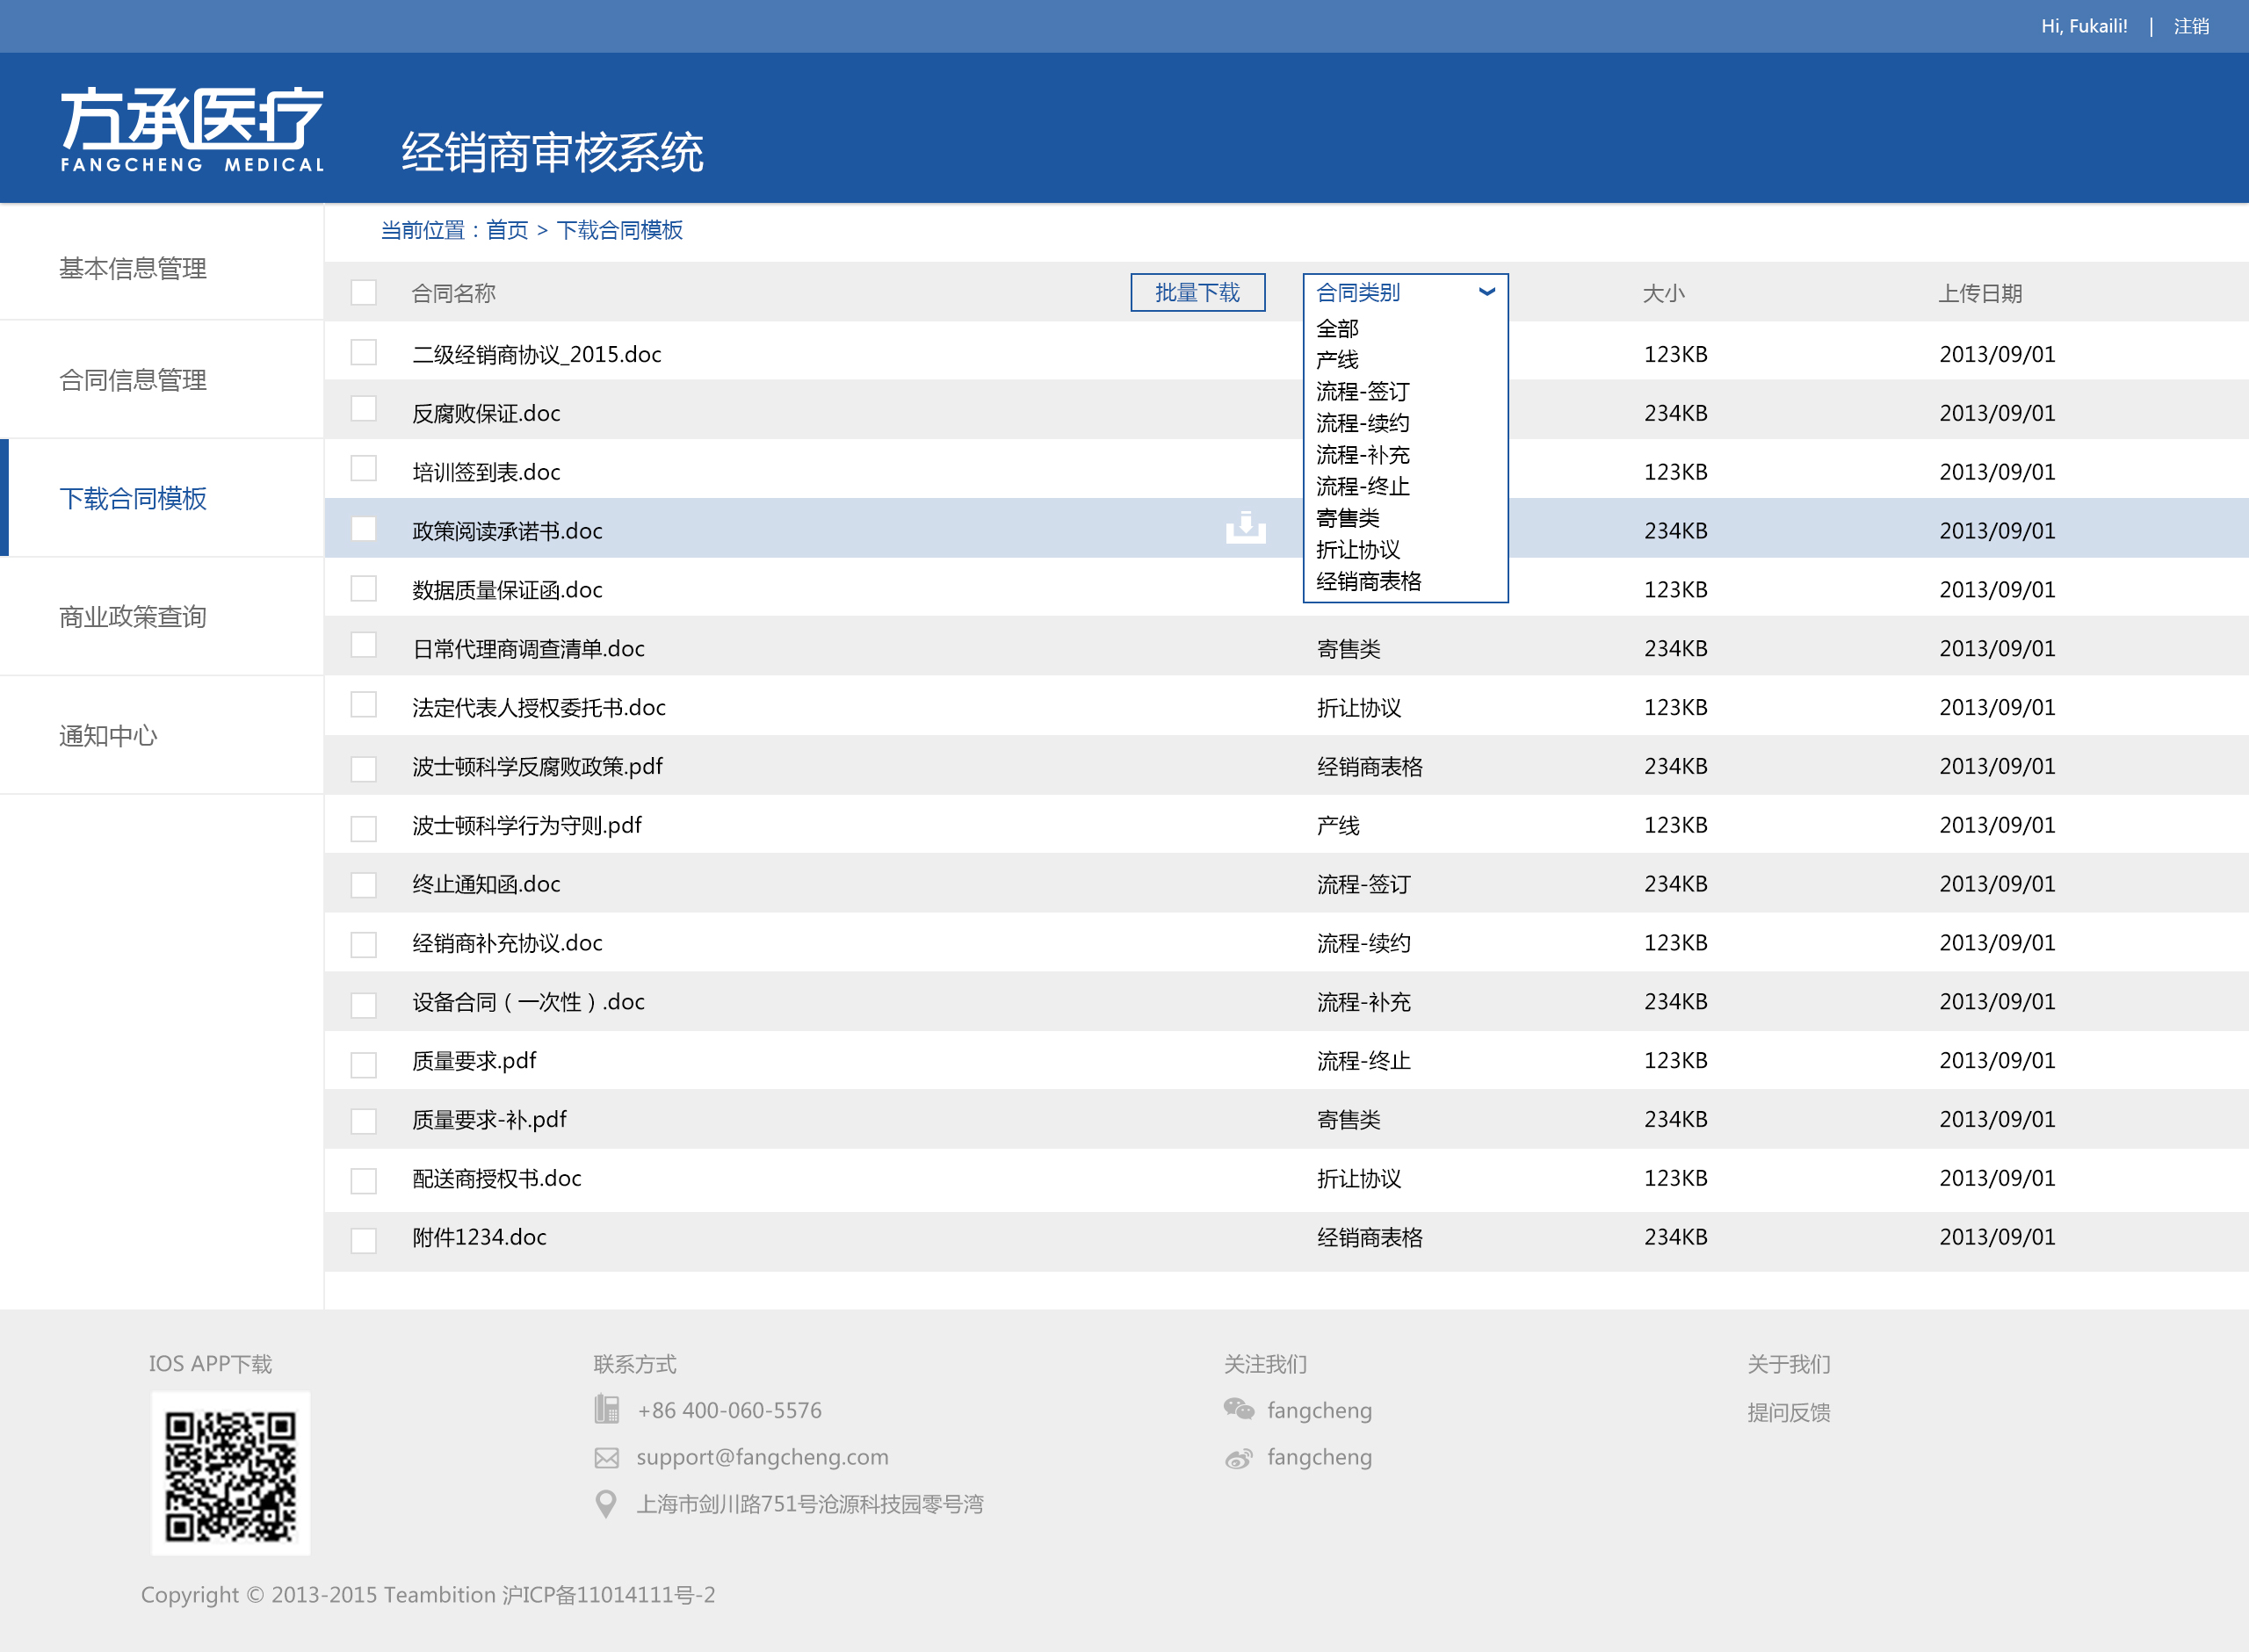 Hi, Fukaili! | 注销
方承医疗
FANGCHENG MEDICAL
经销商审核系统
当前位置：首页 > 下载合同模板
基本信息管理
合同信息管理
下载合同模板
商业政策查询
通知中心
合同名称 批量下载 合同类别 大小 上传日期
全部
产线
流程-签订
流程-续约
流程-补充
流程-终止
寄售类
折让协议
经销商表格
二级经销商协议_2015.doc 123KB 2013/09/01
反腐败保证.doc 234KB 2013/09/01
培训签到表.doc 123KB 2013/09/01
政策阅读承诺书.doc 234KB 2013/09/01
数据质量保证函.doc 123KB 2013/09/01
日常代理商调查清单.doc 寄售类 234KB 2013/09/01
法定代表人授权委托书.doc 折让协议 123KB 2013/09/01
波士顿科学反腐败政策.pdf 经销商表格 234KB 2013/09/01
波士顿科学行为守则.pdf 产线 123KB 2013/09/01
终止通知函.doc 流程-签订 234KB 2013/09/01
经销商补充协议.doc 流程-续约 123KB 2013/09/01
设备合同（一次性）.doc 流程-补充 234KB 2013/09/01
质量要求.pdf 流程-终止 123KB 2013/09/01
质量要求-补.pdf 寄售类 234KB 2013/09/01
配送商授权书.doc 折让协议 123KB 2013/09/01
附件1234.doc 经销商表格 234KB 2013/09/01
IOS APP下载
联系方式
+86 400-060-5576
support@fangcheng.com
上海市剑川路751号沧源科技园零号湾
关注我们
fangcheng
fangcheng
关于我们
提问反馈
Copyright © 2013-2015 Teambition 沪ICP备11014111号-2